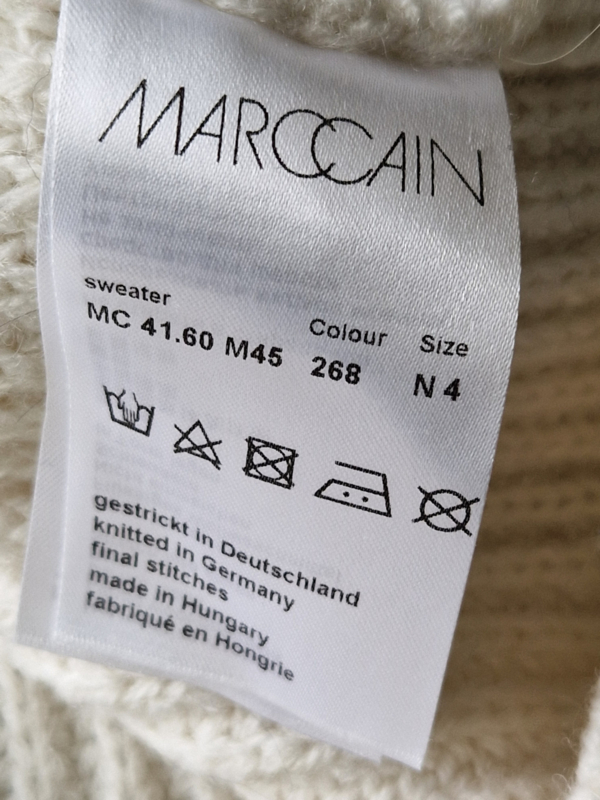 MARCCAIN
sweater
MC 41.60 M45
Colour
268
Size
N 4
gestrickt in Deutschland
knitted in Germany
final stitches
made in Hungary
fabriqué en Hongrie